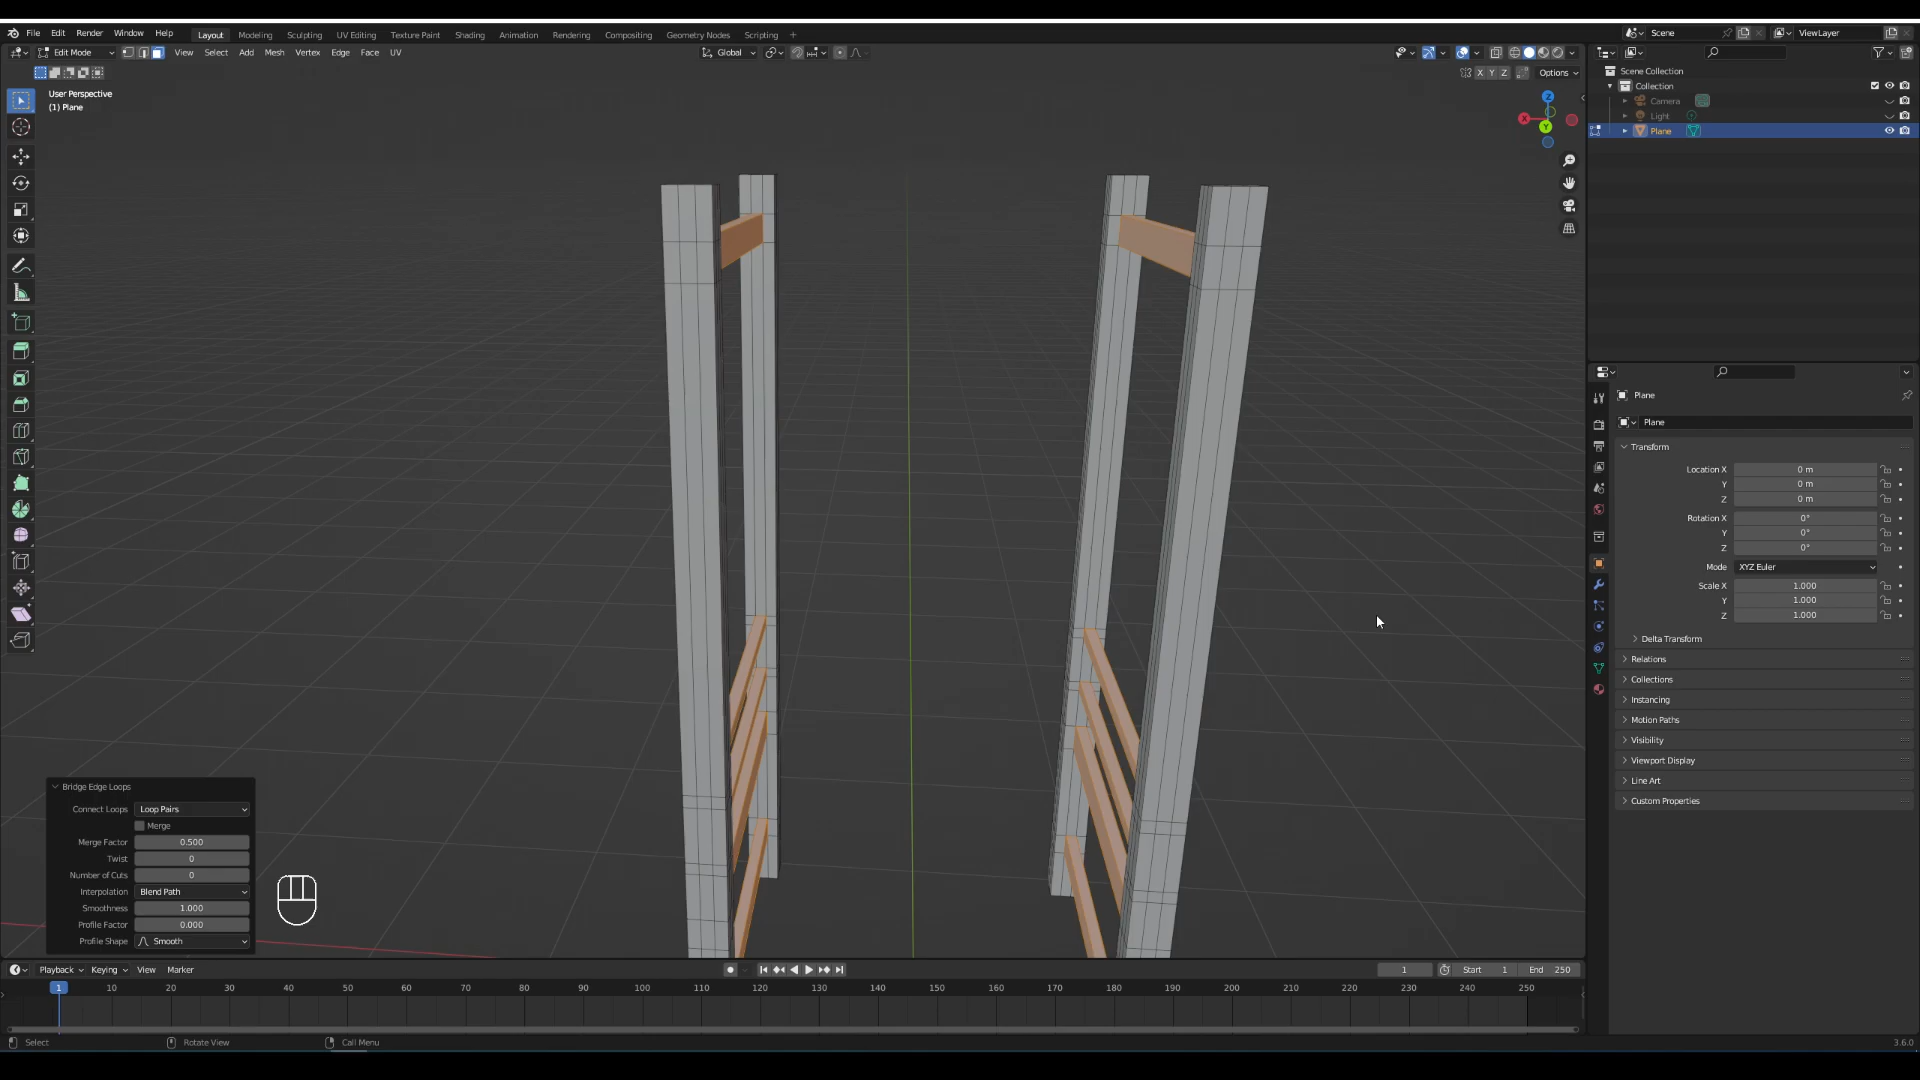 File Edit Render Window Help Layout Modeling Sculpting UV Editing Texture Paint Shading Animation Rendering Compositing Geometry Nodes Scripting + Scene ViewLayer
Edit Mode View Select Add Mesh Vertex Edge Face UV Global
X Y Z Options
User Perspective
(1) Plane
Z
X
Y
Scene Collection
Collection
Camera
Light
Plane
Plane
Plane
Transform
Location X 0 m
Y 0 m
Z 0 m
Rotation X 0°
Y 0°
Z 0°
Mode XYZ Euler
Scale X 1.000
Y 1.000
Z 1.000
Delta Transform
Relations
Collections
Instancing
Motion Paths
Visibility
Viewport Display
Line Art
Custom Properties
Bridge Edge Loops
Connect Loops Loop Pairs
Merge
Merge Factor 0.500
Twist 0
Number of Cuts 0
Interpolation Blend Path
Smoothness 1.000
Profile Factor 0.000
Profile Shape Smooth
Playback Keying View Marker 1 Start 1 End 250
1 10 20 30 40 50 60 70 80 90 100 110 120 130 140 150 160 170 180 190 200 210 220 230 240 250
Select Rotate View Call Menu 3.6.0